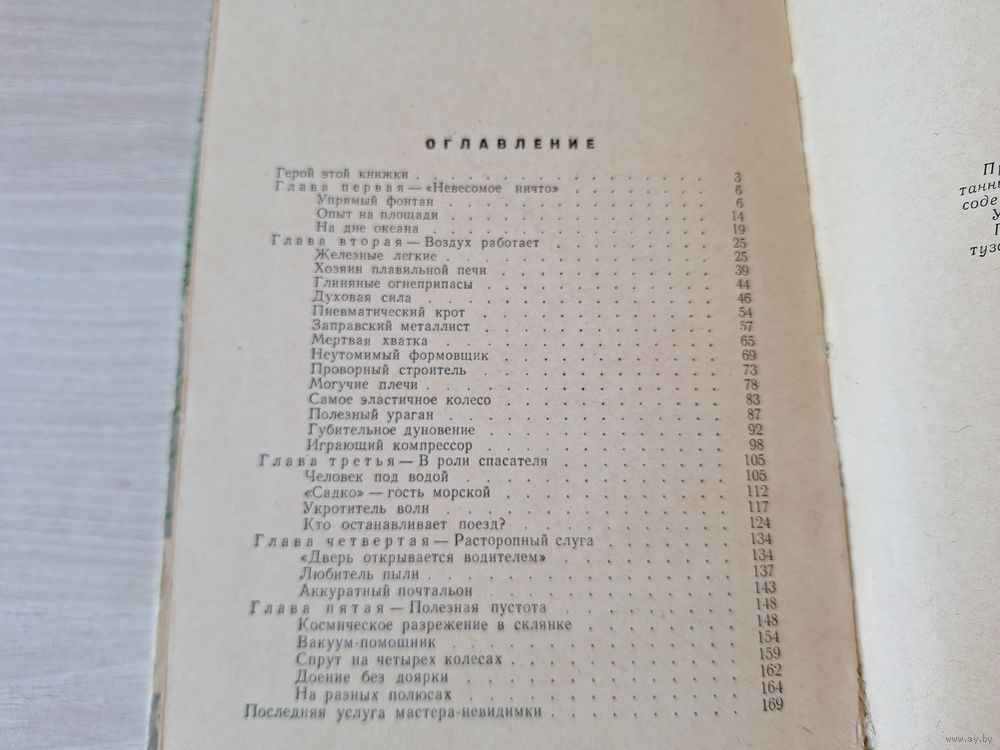 ОГЛАВЛЕНИЕ
Герой этой книжки . . . . . . . . . . . 3
Глава первая — «Невесомое ничто» . . . . . . 6
Упрямый фонтан . . . . . . . . . . 6
Опыт на площади . . . . . . . . . . 14
На дне океана . . . . . . . . . . 19
Глава вторая — Воздух работает . . . . . . 25
Железные легкие . . . . . . . . . . 25
Хозяин плавильной печи . . . . . . . . 39
Глиняные огнеприпасы . . . . . . . . 44
Духовая сила . . . . . . . . . . 46
Пневматический крот . . . . . . . . 54
Заправский металлист . . . . . . . . 57
Мертвая хватка . . . . . . . . . . 65
Неутомимый формовщик . . . . . . . . 69
Проворный строитель . . . . . . . . 73
Могучие плечи . . . . . . . . . . 78
Самое эластичное колесо . . . . . . . . 83
Полезный ураган . . . . . . . . . . 87
Губительное дуновение . . . . . . . . 92
Играющий компрессор . . . . . . . . 98
Глава третья — В роли спасателя . . . . . . 105
Человек под водой . . . . . . . . . . 105
«Садко» — гость морской . . . . . . . . 112
Укротитель волн . . . . . . . . . . 117
Кто останавливает поезд? . . . . . . . . 124
Глава четвертая — Расторопный слуга . . . . . 134
«Дверь открывается водителем» . . . . . . 134
Любитель пыли . . . . . . . . . . 137
Аккуратный почтальон . . . . . . . . 143
Глава пятая — Полезная пустота . . . . . . 148
Космическое разрежение в склянке . . . . . . 148
Вакуум-помощник . . . . . . . . . . 154
Спрут на четырех колесах . . . . . . . . 159
Доение без доярки . . . . . . . . . . 162
На разных полюсах . . . . . . . . . . 164
Последняя услуга мастера-невидимки . . . . . . 169
танн
соде
туз
www.ay.by